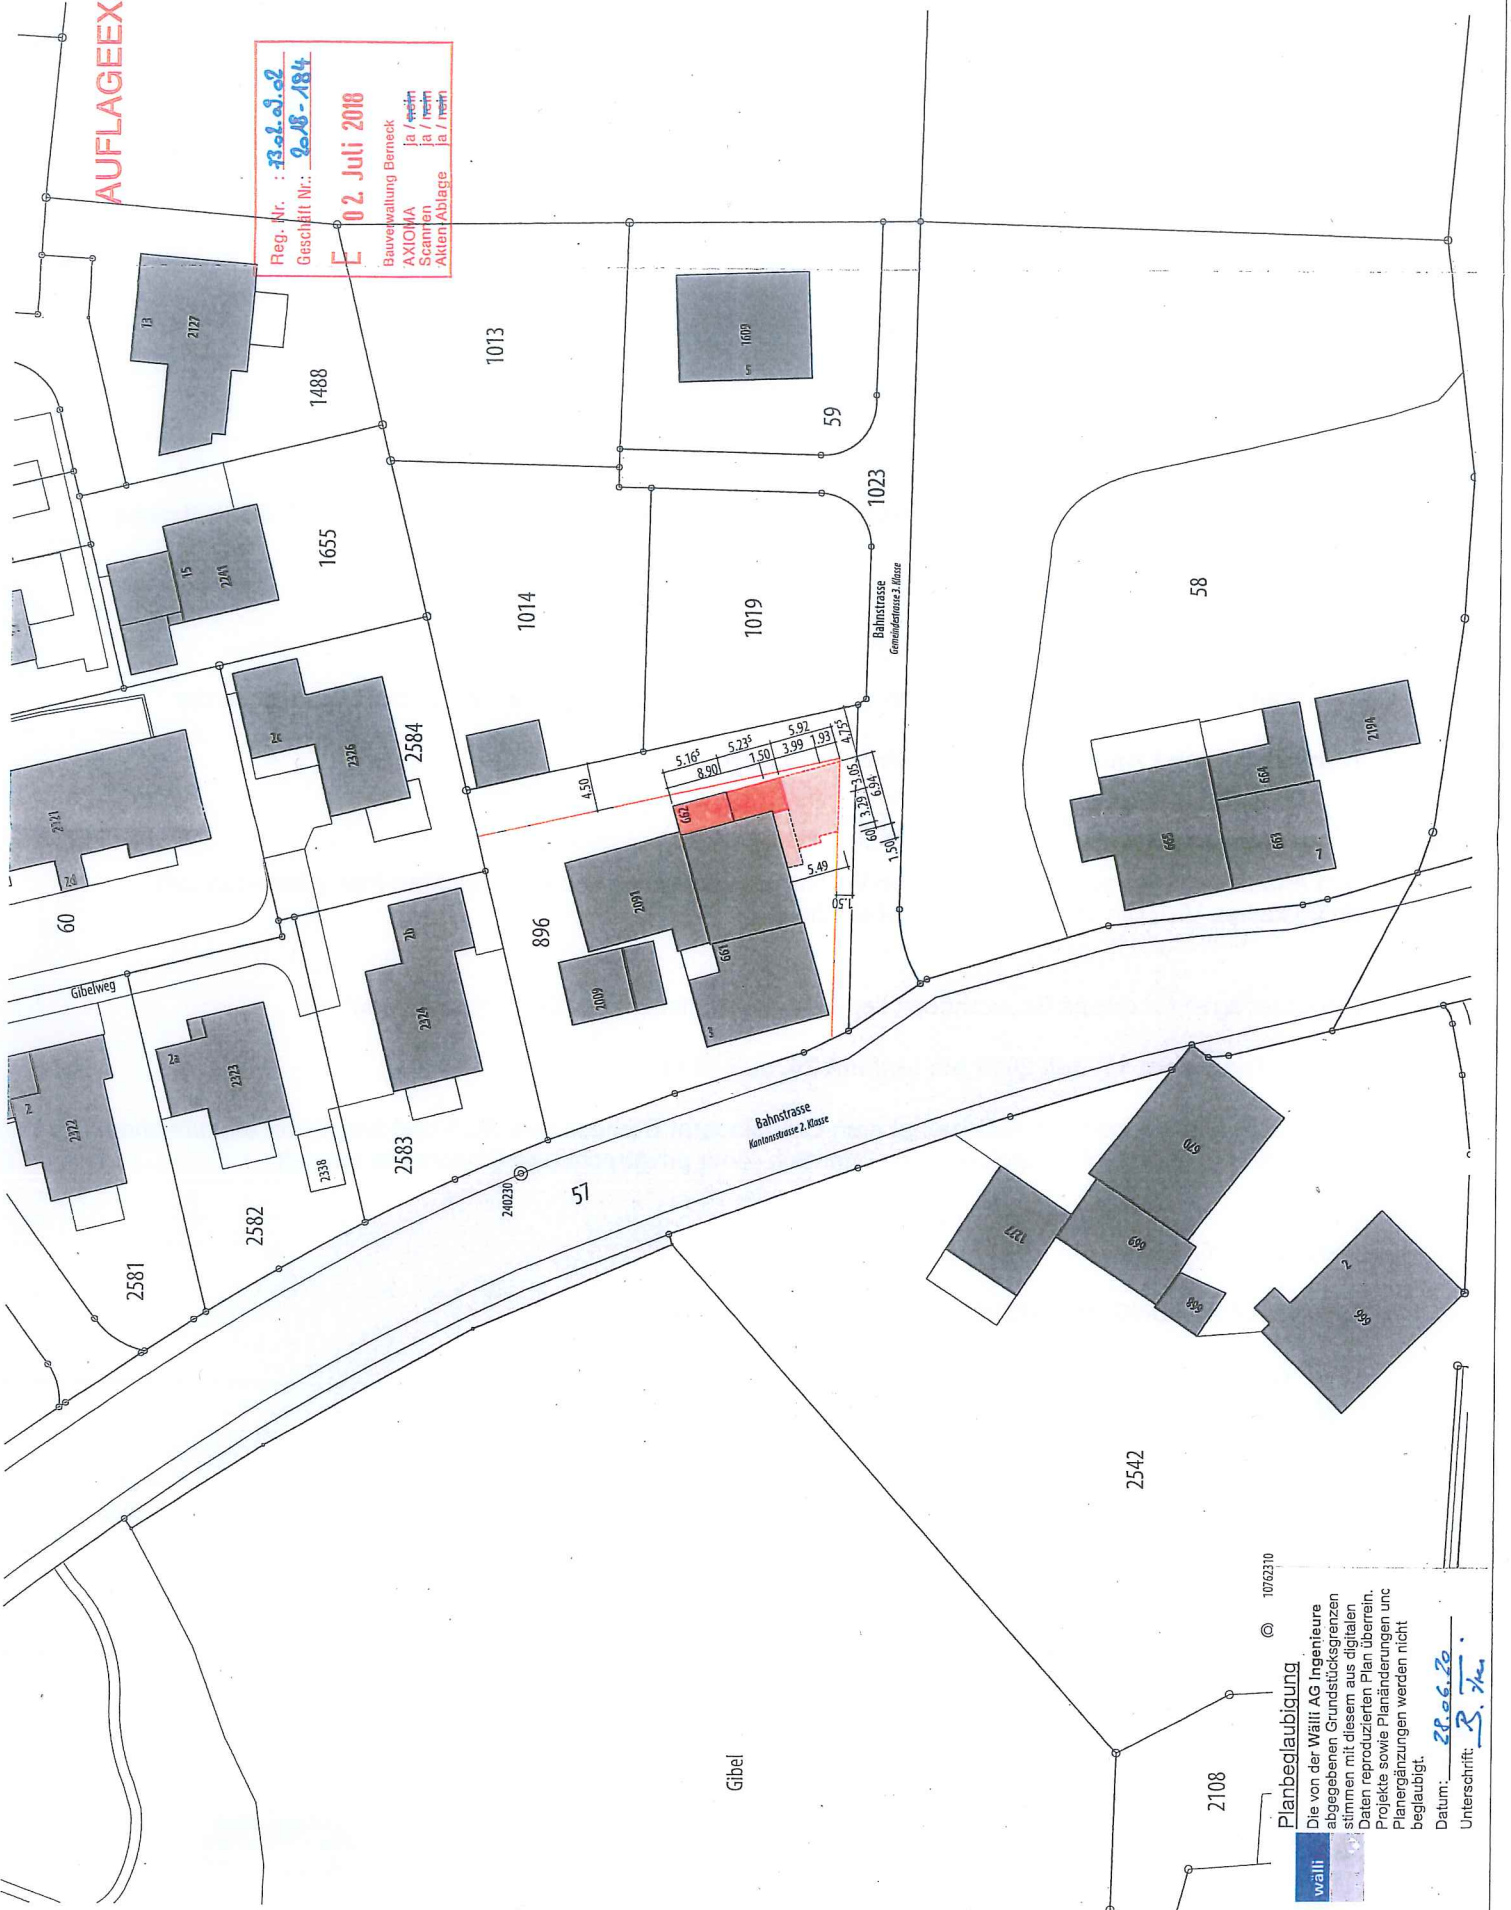 AUFLAGEEX
Reg. Nr. : 73.02.02.02
Geschäft Nr.: 2018-184
E 02. Juli 2018
Bauverwaltung Berneck
AXIOMA ja / nein
Scannen ja / nein
Akten-Ablage ja / nein
13
2127
1488
1013
1609
5
59
1023
15
2241
1655
1014
1019
Bahnstrasse
Gemeindestrasse 3. Klasse
58
2c
2326
2584
4.50
5.16⁵
5.23⁵
5.92
8.90
1.50
3.99
1.93
4.75⁵
3.05
6.94
3.29
60
1.50
5.49
1.50
662
2194
664
665
663
7
2d
60
2091
896
661
2009
3
Gibelweg
2b
2324
2a
2323
2
2322
2338
2583
2582
2581
240230
57
Bahnstrasse
Kantonsstrasse 2. Klasse
670
1277
669
668
2
666
2542
Gibel
2108
10762310
Planbeglaubigung
wälli
Die von der Wälli AG Ingenieure
abgegebenen Grundstücksgrenzen
stimmen mit diesem aus digitalen
Daten reproduzierten Plan überrein.
Projekte sowie Planänderungen und
Planergänzungen werden nicht
beglaubigt.
Datum: 28.06.20
Unterschrift: